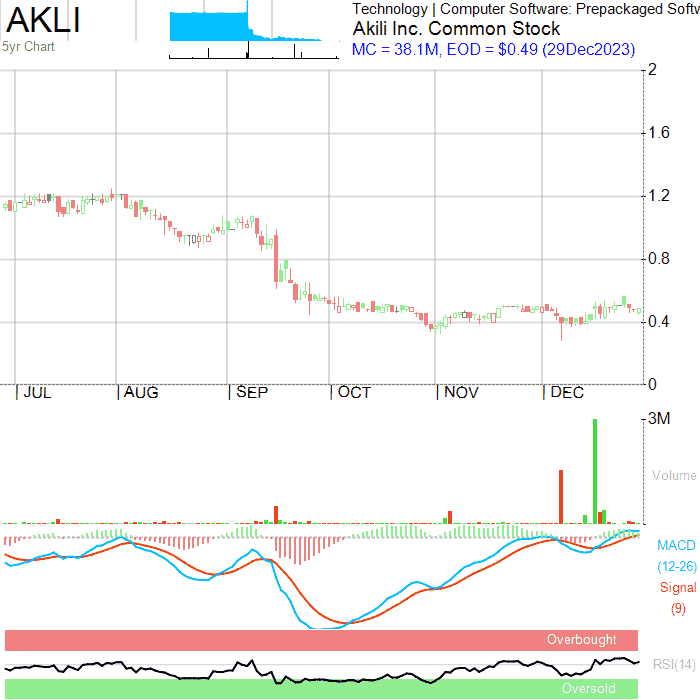 AKLI
5yr Chart
Technology | Computer Software: Prepackaged Softw
Akili Inc. Common Stock
MC = 38.1M, EOD = $0.49 (29Dec2023)
2
1.6
1.2
0.8
0.4
0
| JUL | AUG | SEP | OCT | NOV | DEC
3M
Volume
MACD
(12-26)
Signal
(9)
Overbought
RSI(14)
Oversold